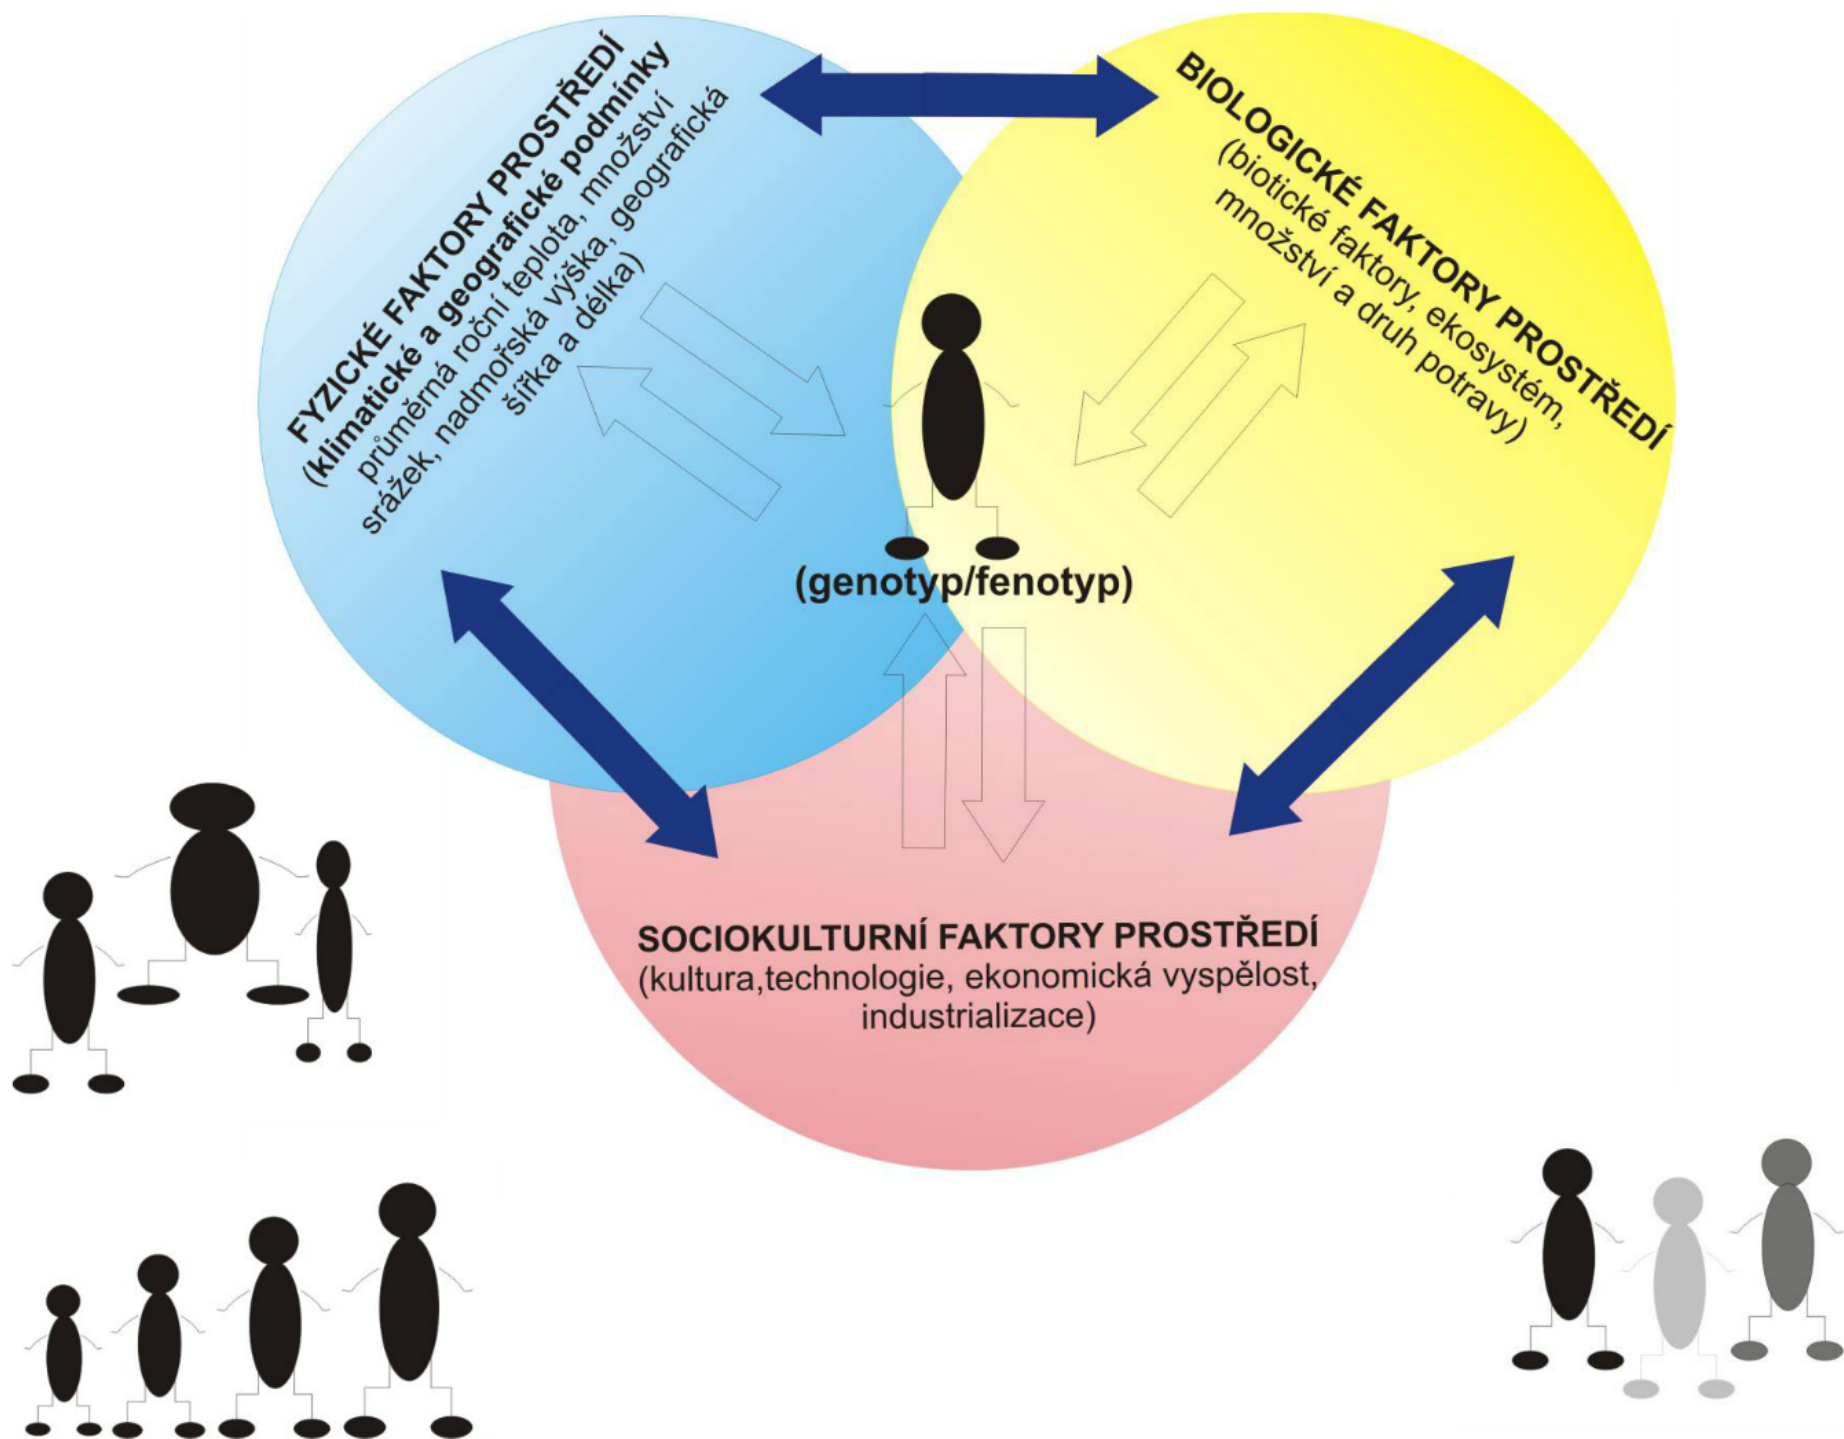 FYZICKÉ FAKTORY PROSTŘEDÍ
(klimatické a geografické podmínky
průměrná roční teplota, množství
srážek, nadmořská výška, geografická
šířka a délka)
BIOLOGICKÉ FAKTORY PROSTŘEDÍ
(biotické faktory, ekosystém,
množství a druh potravy)
(genotyp/fenotyp)
SOCIOKULTURNÍ FAKTORY PROSTŘEDÍ
(kultura,technologie, ekonomická vyspělost,
industrializace)